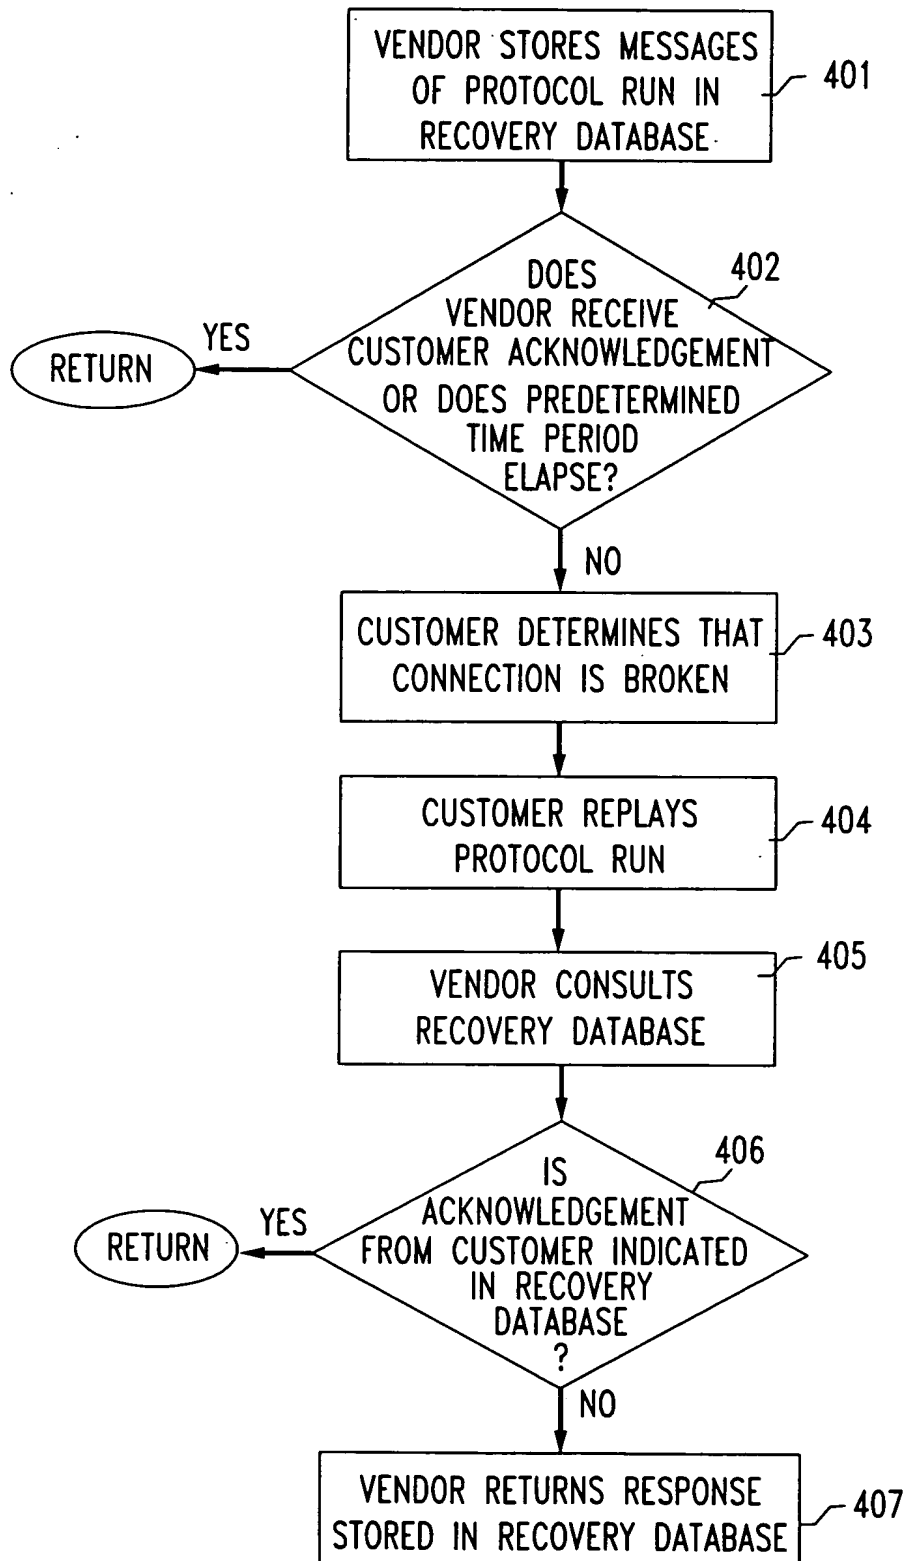 VENDOR STORES MESSAGES
OF PROTOCOL RUN IN
RECOVERY DATABASE
401
402
DOES
VENDOR RECEIVE
CUSTOMER ACKNOWLEDGEMENT
OR DOES PREDETERMINED
TIME PERIOD
ELAPSE?
YES
RETURN
NO
CUSTOMER DETERMINES THAT
CONNECTION IS BROKEN
403
CUSTOMER REPLAYS
PROTOCOL RUN
404
VENDOR CONSULTS
RECOVERY DATABASE
405
406
IS
ACKNOWLEDGEMENT
FROM CUSTOMER INDICATED
IN RECOVERY
DATABASE
?
YES
RETURN
NO
VENDOR RETURNS RESPONSE
STORED IN RECOVERY DATABASE
407